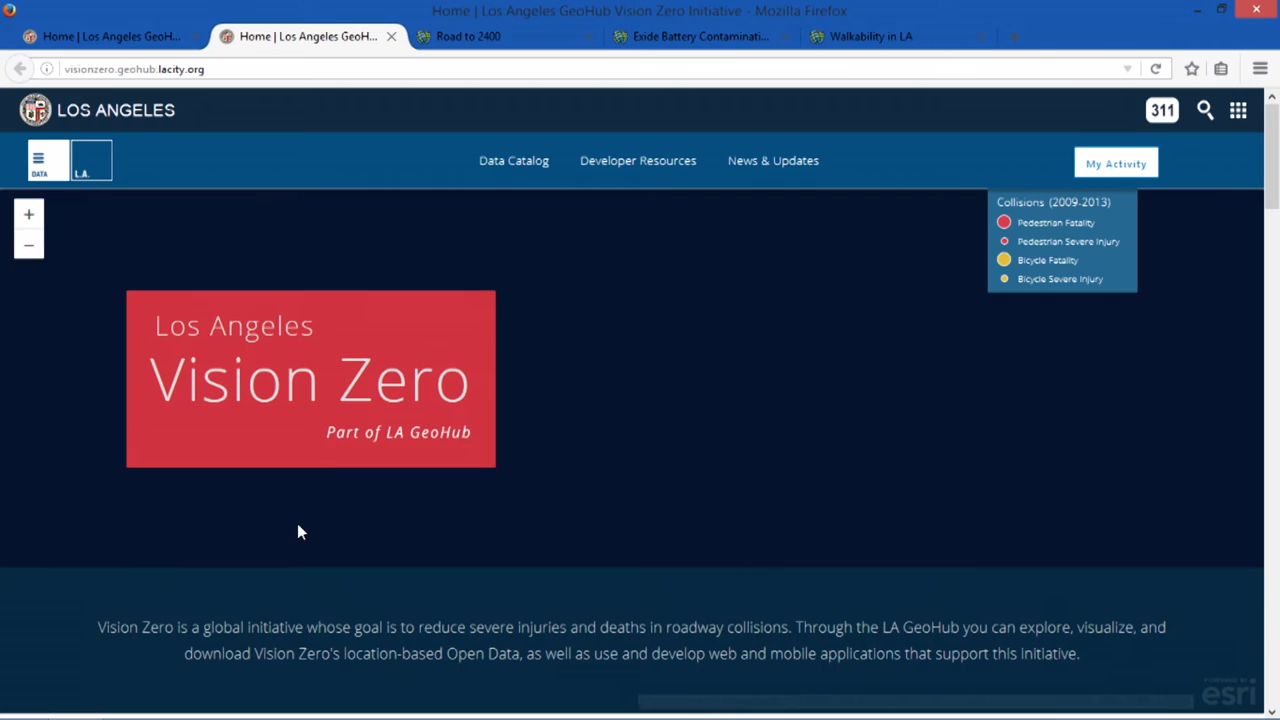 Home | Los Angeles GeoHub Vision Zero Initiative - Mozilla Firefox
Home | Los Angeles GeoH...
Home | Los Angeles GeoH...
Road to 2400
Exide Battery Contaminati...
Walkability in LA
visionzero.geohub.lacity.org
LOS ANGELES
311
DATA
L.A.
Data Catalog
Developer Resources
News & Updates
My Activity
Collisions (2009-2013)
Pedestrian Fatality
Pedestrian Severe Injury
Bicycle Fatality
Bicycle Severe Injury
+
−
Los Angeles
Vision Zero
Part of LA GeoHub
Vision Zero is a global initiative whose goal is to reduce severe injuries and deaths in roadway collisions. Through the LA GeoHub you can explore, visualize, and
download Vision Zero's location-based Open Data, as well as use and develop web and mobile applications that support this initiative.
POWERED BY
esri